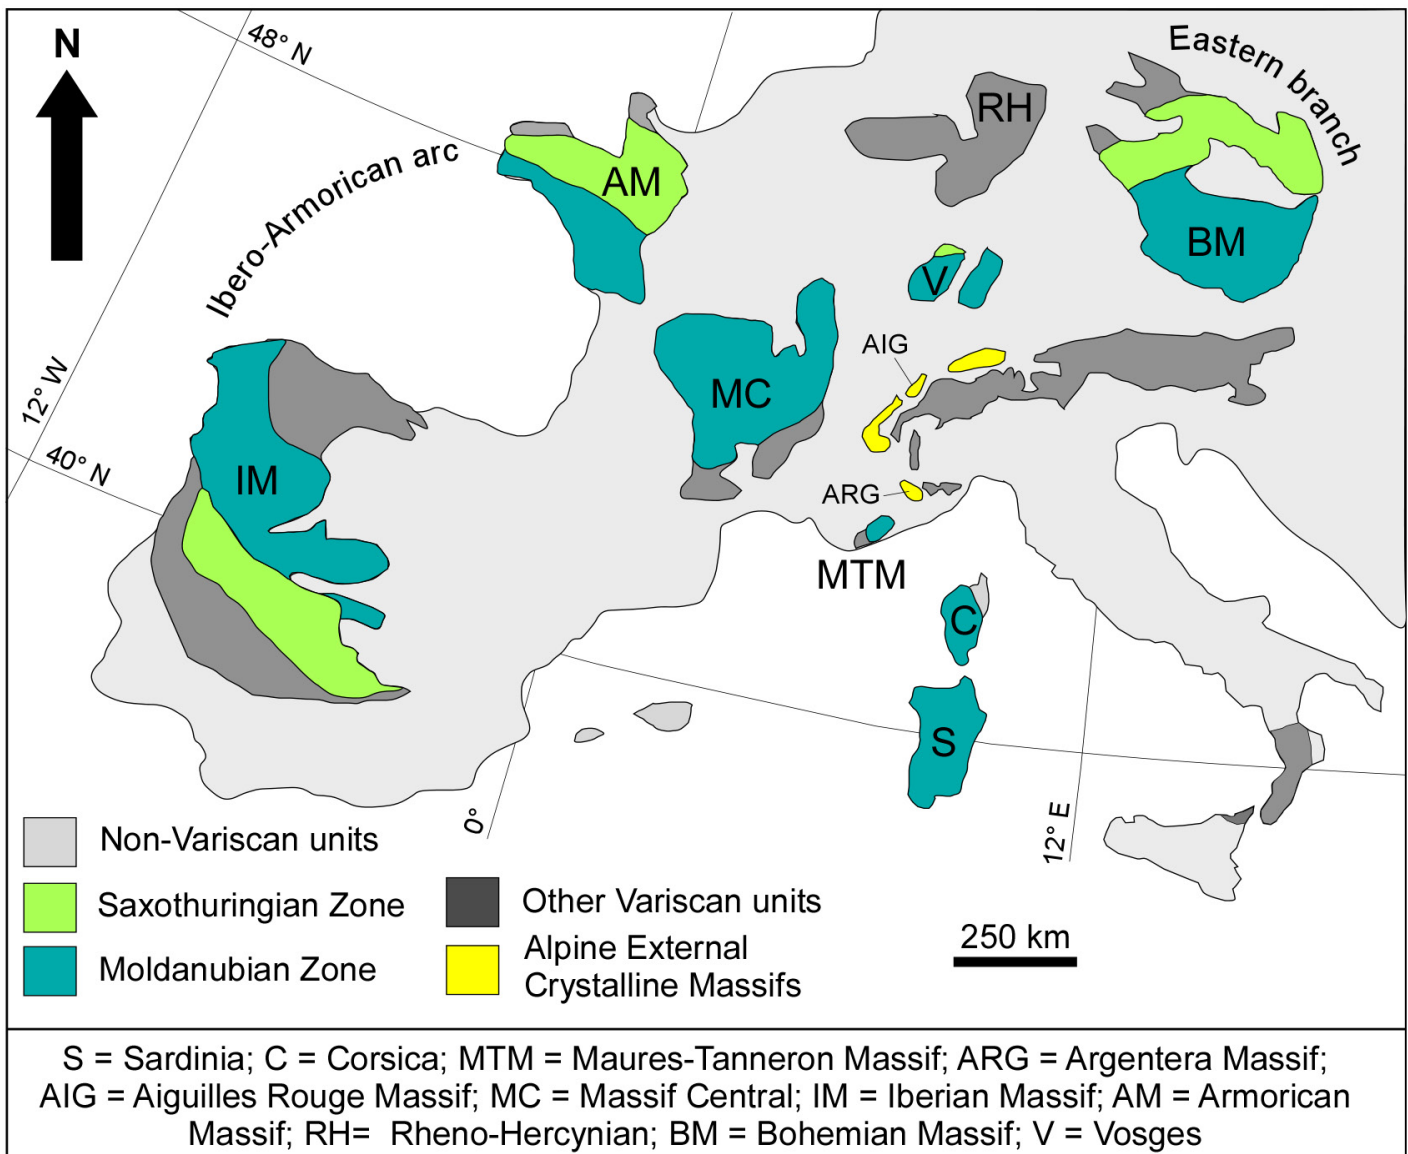 N
48° N
Eastern branch
RH
Ibero-Armorican arc
AM
BM
V
AIG
12° W
MC
40° N
IM
ARG
MTM
C
S
0°
12° E
Non-Variscan units
Saxothuringian Zone
Moldanubian Zone
Other Variscan units
Alpine External
Crystalline Massifs
250 km
S = Sardinia; C = Corsica; MTM = Maures-Tanneron Massif; ARG = Argentera Massif;
AIG = Aiguilles Rouge Massif; MC = Massif Central; IM = Iberian Massif; AM = Armorican
Massif; RH= Rheno-Hercynian; BM = Bohemian Massif; V = Vosges